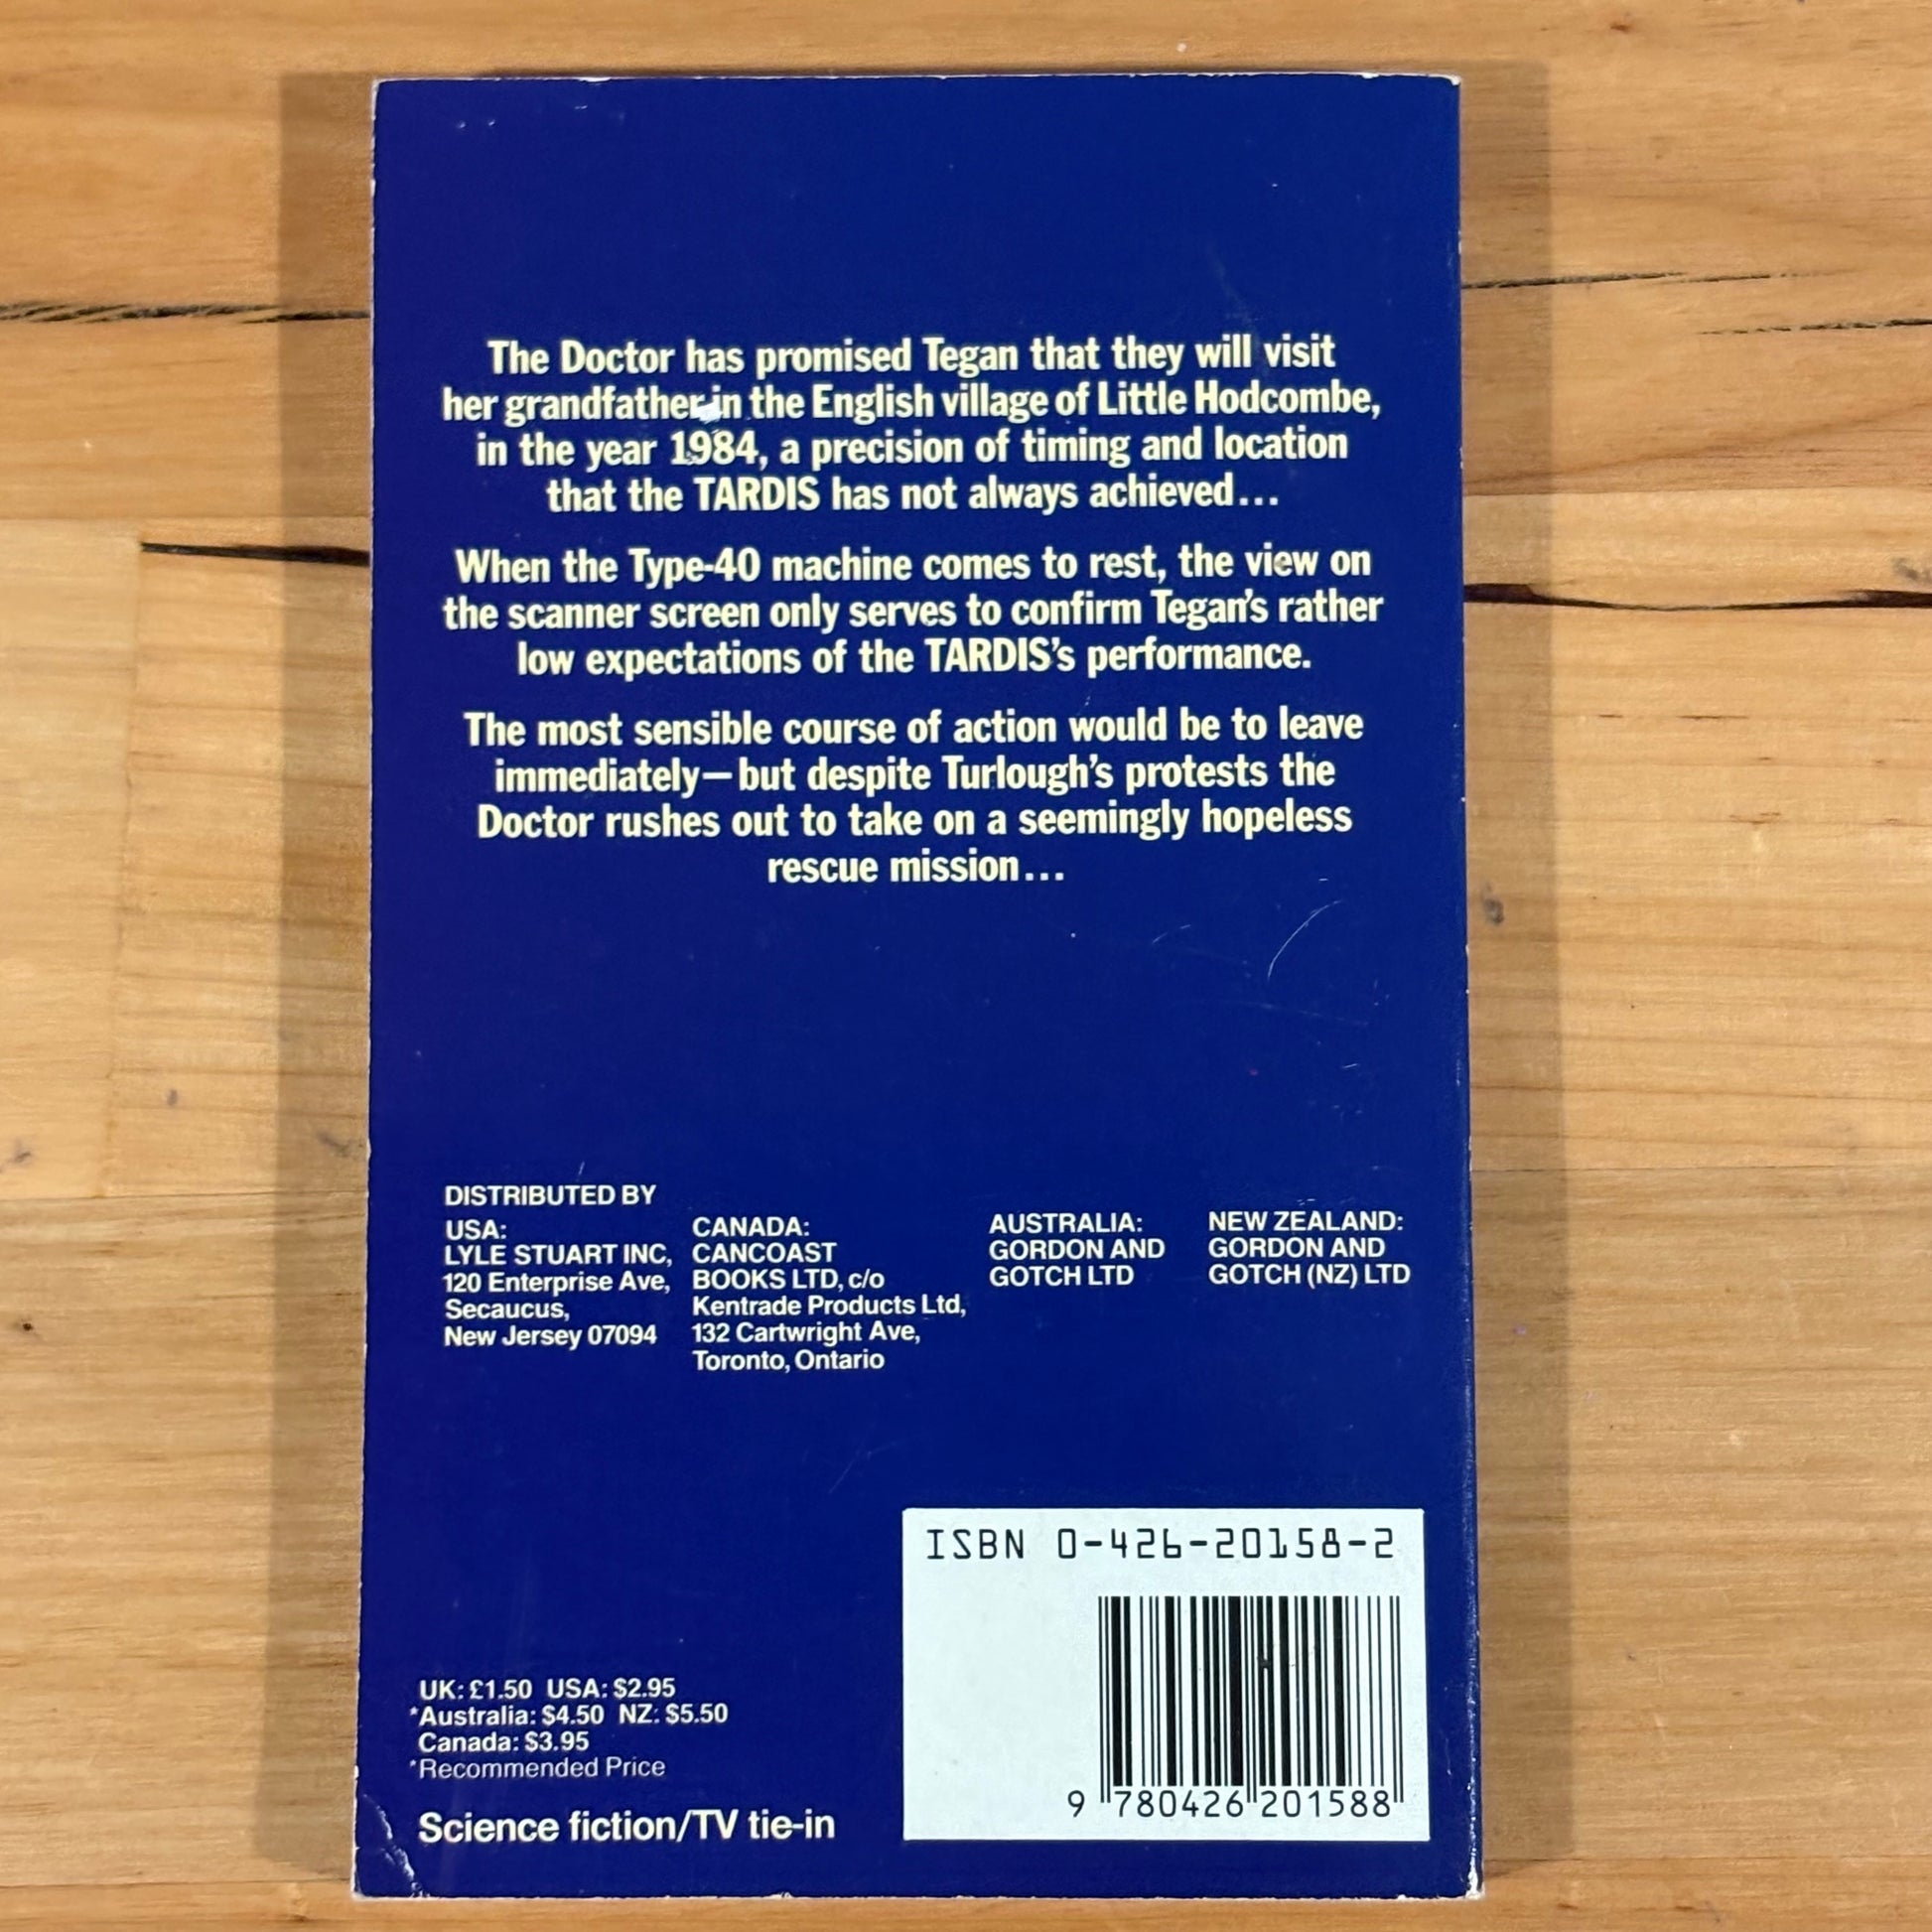 The Doctor has promised Tegan that they will visit
her grandfather in the English village of Little Hodcombe,
in the year 1984, a precision of timing and location
that the TARDIS has not always achieved...
When the Type-40 machine comes to rest, the view on
the scanner screen only serves to confirm Tegan's rather
low expectations of the TARDIS's performance.
The most sensible course of action would be to leave
immediately—but despite Turlough's protests the
Doctor rushes out to take on a seemingly hopeless
rescue mission...
DISTRIBUTED BY
USA:
LYLE STUART INC,
120 Enterprise Ave,
Secaucus,
New Jersey 07094
CANADA:
CANCOAST
BOOKS LTD, c/o
Kentrade Products Ltd,
132 Cartwright Ave,
Toronto, Ontario
AUSTRALIA:
GORDON AND
GOTCH LTD
NEW ZEALAND:
GORDON AND
GOTCH (NZ) LTD
UK: £1.50 USA: $2.95
*Australia: $4.50 NZ: $5.50
Canada: $3.95
*Recommended Price
Science fiction/TV tie-in
ISBN 0-426-20158-2
9 780426 201588